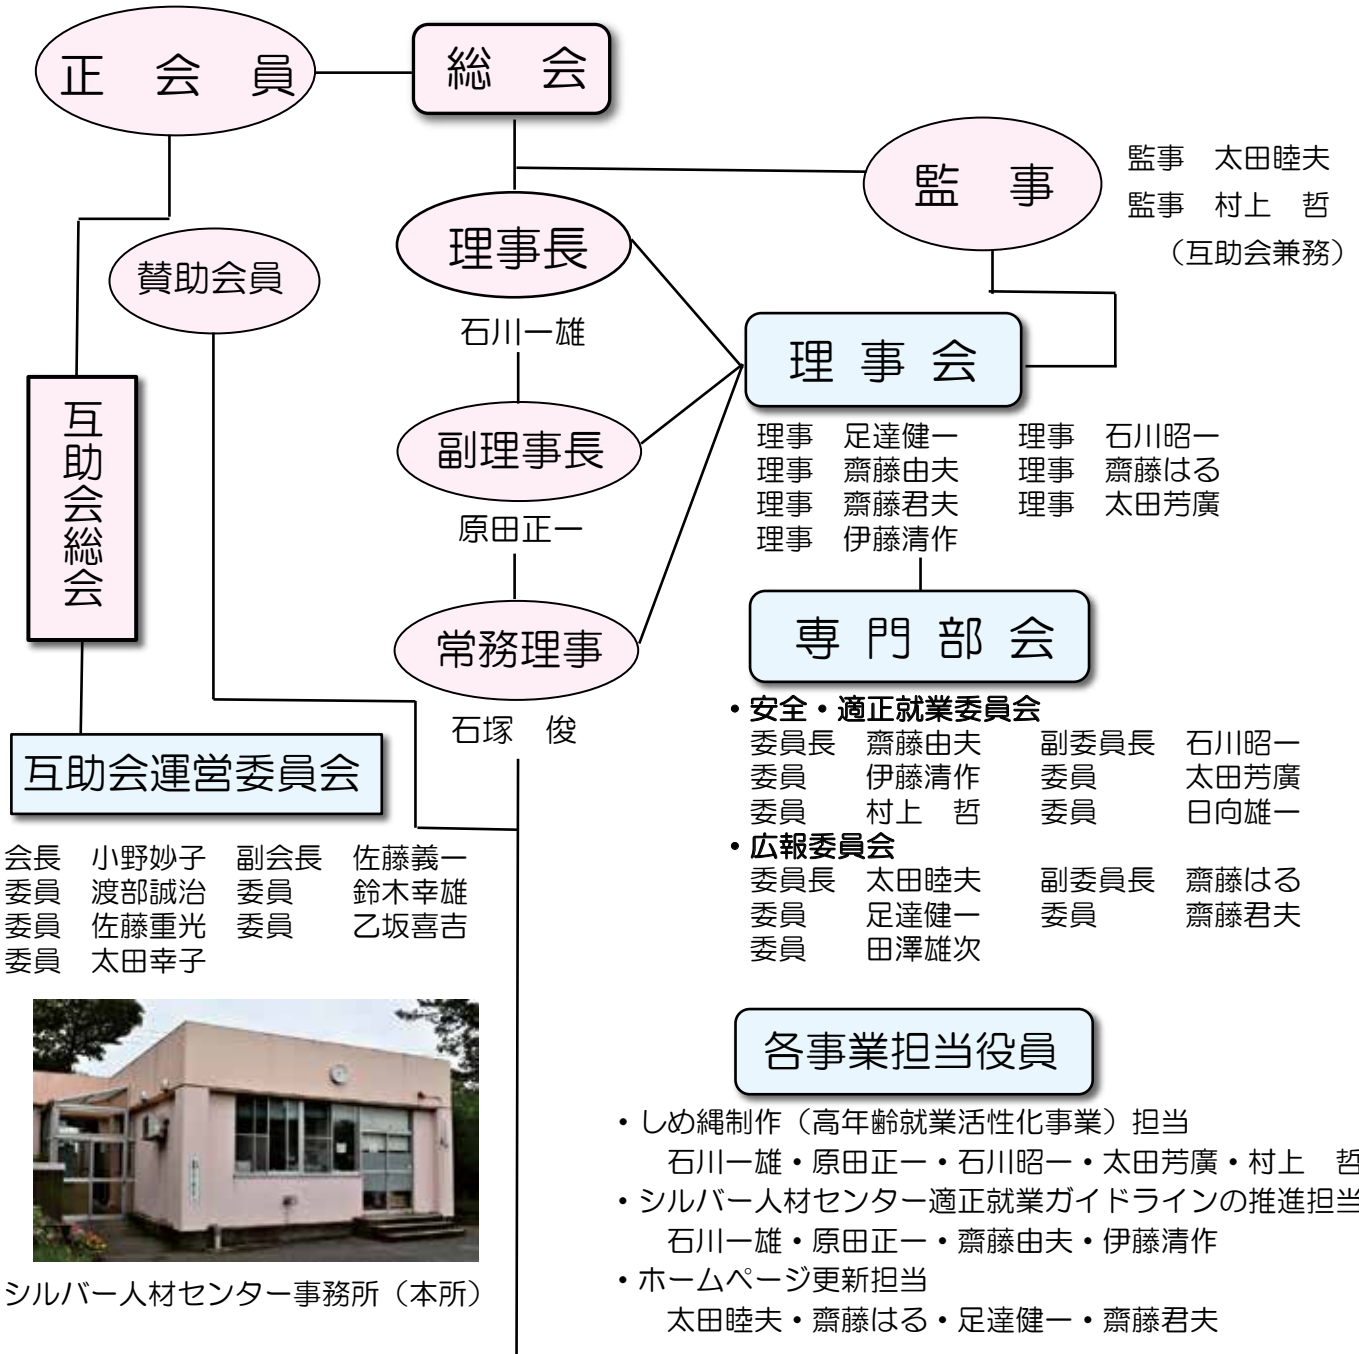 正会員
総会
監事
監事 太田睦夫
監事 村上 哲
（互助会兼務）
賛助会員
理事長
石川一雄
理事会
理事 足達健一 理事 石川昭一
理事 齋藤由夫 理事 齋藤はる
理事 齋藤君夫 理事 太田芳廣
理事 伊藤清作
副理事長
原田正一
互助会総会
常務理事
石塚 俊
専門部会
・安全・適正就業委員会
委員長 齋藤由夫 副委員長 石川昭一
委員 伊藤清作 委員 太田芳廣
委員 村上 哲 委員 日向雄一
・広報委員会
委員長 太田睦夫 副委員長 齋藤はる
委員 足達健一 委員 齋藤君夫
委員 田澤雄次
互助会運営委員会
会長 小野妙子 副会長 佐藤義一
委員 渡部誠治 委員 鈴木幸雄
委員 佐藤重光 委員 乙坂喜吉
委員 太田幸子
シルバー人材センター事務所（本所）
各事業担当役員
・しめ縄制作（高年齢就業活性化事業）担当
石川一雄・原田正一・石川昭一・太田芳廣・村上 哲
・シルバー人材センター適正就業ガイドラインの推進担当
石川一雄・原田正一・齋藤由夫・伊藤清作
・ホームページ更新担当
太田睦夫・齋藤はる・足達健一・齋藤君夫